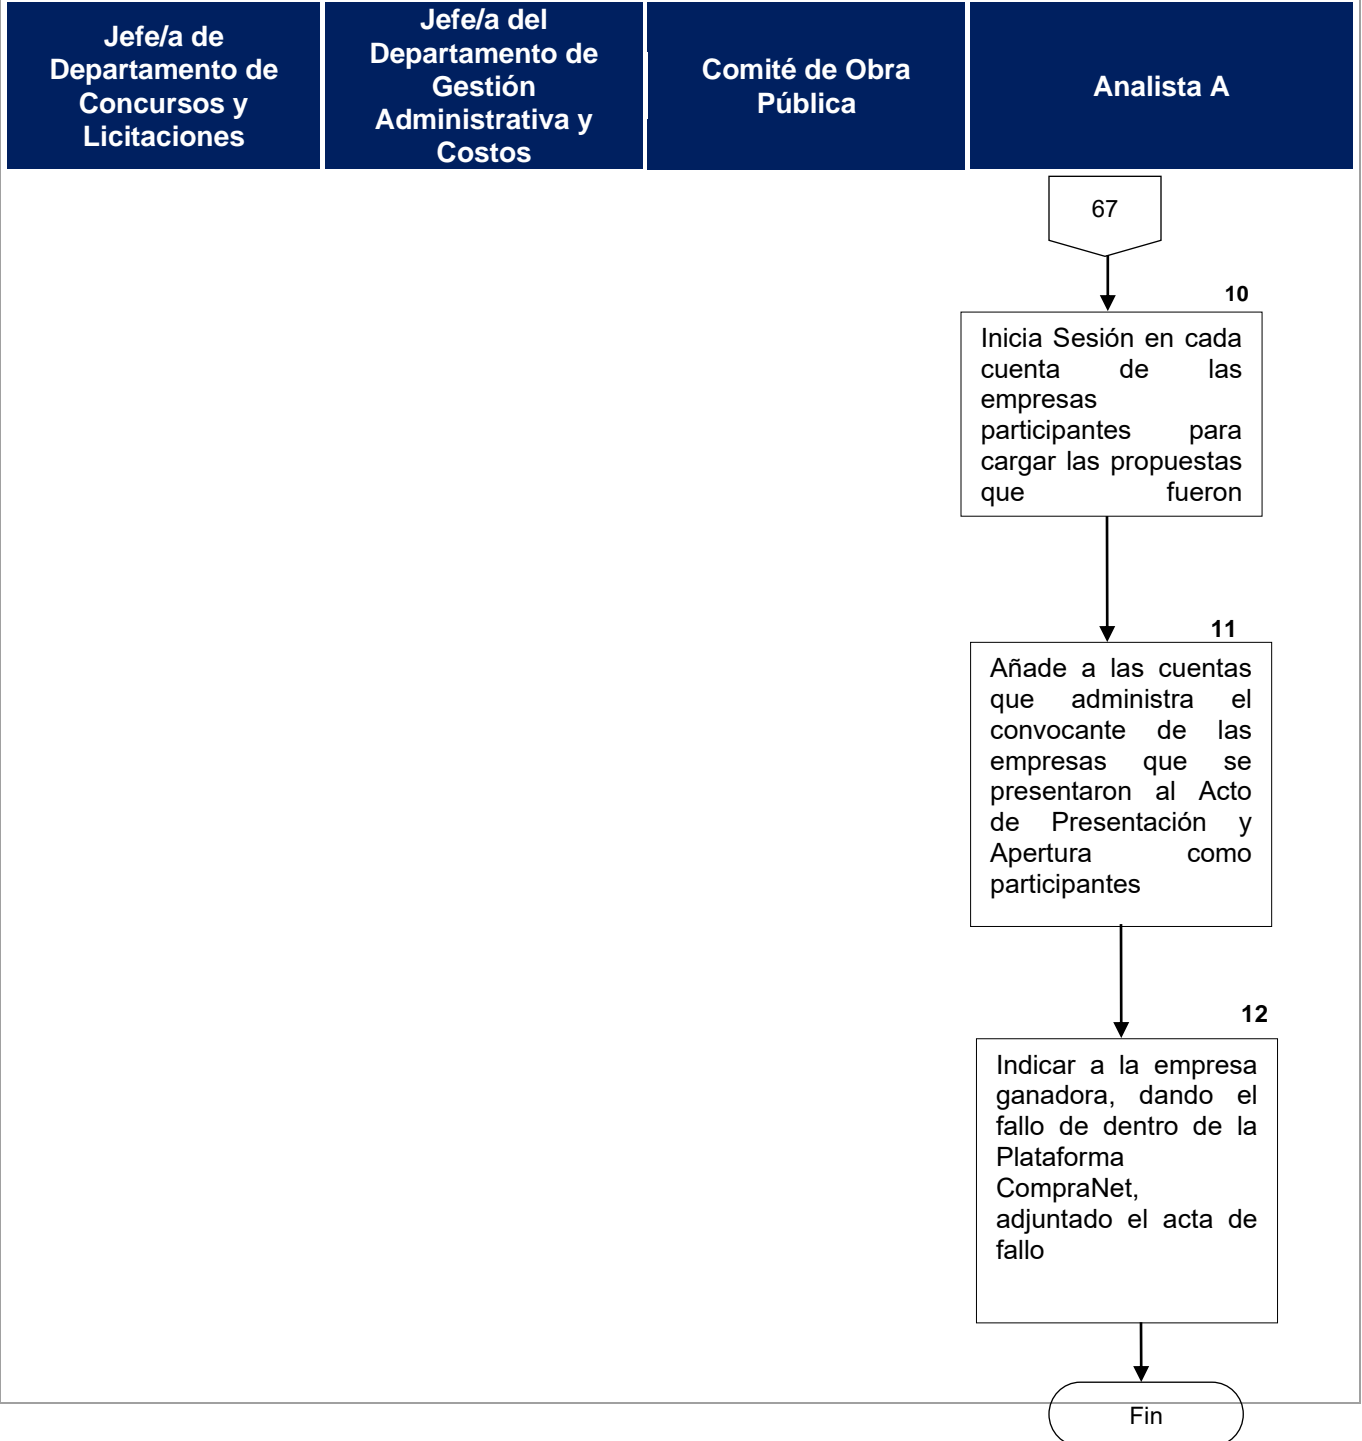 Jefe/a de
Departamento de
Concursos y
Licitaciones
Jefe/a del
Departamento de
Gestión
Administrativa y
Costos
Comité de Obra
Pública
Analista A
67
10
Inicia Sesión en cada
cuenta de las
empresas
participantes para
cargar las propuestas
que fueron
11
Añade a las cuentas
que administra el
convocante de las
empresas que se
presentaron al Acto
de Presentación y
Apertura como
participantes
12
Indicar a la empresa
ganadora, dando el
fallo de dentro de la
Plataforma
CompraNet,
adjuntado el acta de
fallo
Fin